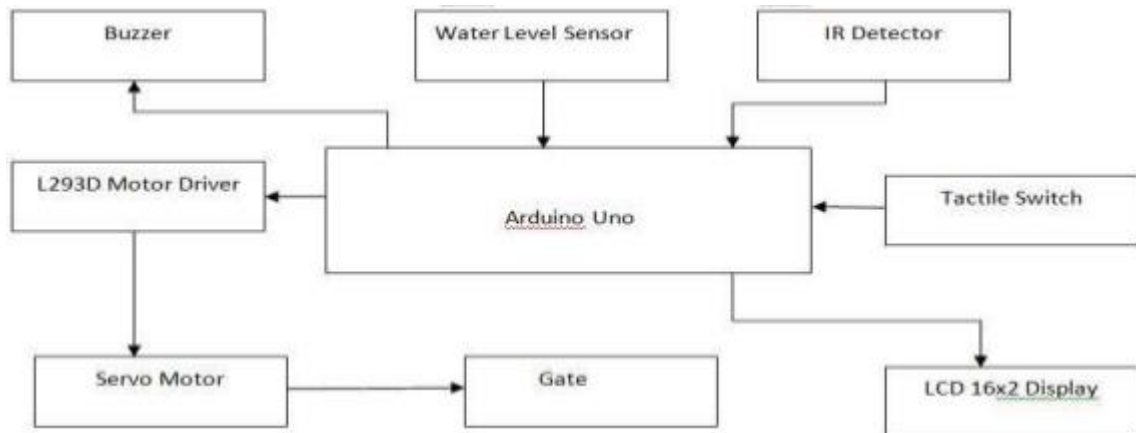 Buzzer
Water Level Sensor
IR Detector
L293D Motor Driver
Arduino Uno
Tactile Switch
Servo Motor
Gate
LCD 16x2 Display